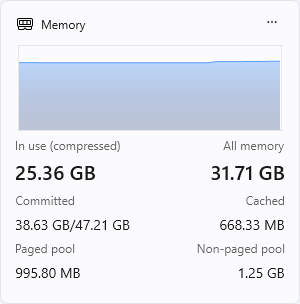 Memory ...
In use (compressed) All memory
25.36 GB 31.71 GB
Committed Cached
38.63 GB/47.21 GB 668.33 MB
Paged pool Non-paged pool
995.80 MB 1.25 GB